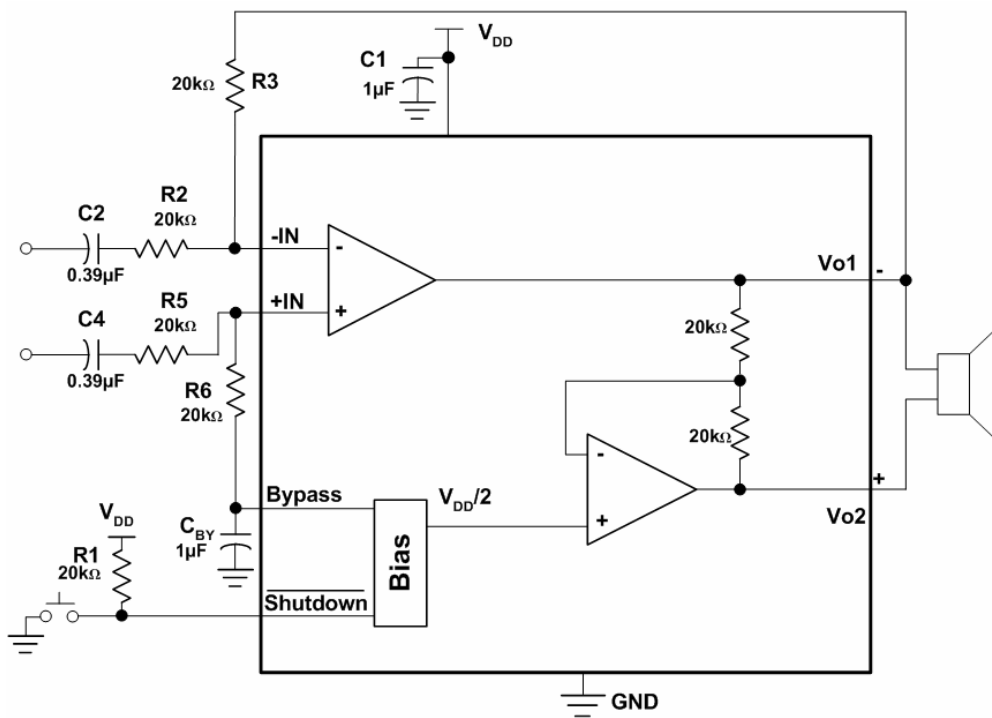 V_DD
C1
1µF
20kΩ R3
C2
0.39µF
R2
20kΩ
-IN
-
+IN
+
Vo1 -
C4
0.39µF
R5
20kΩ
R6
20kΩ
20kΩ
20kΩ
-
+
V_DD/2
+
Vo2
Bypass
Bias
Shutdown
C_BY
1µF
V_DD
R1
20kΩ
GND